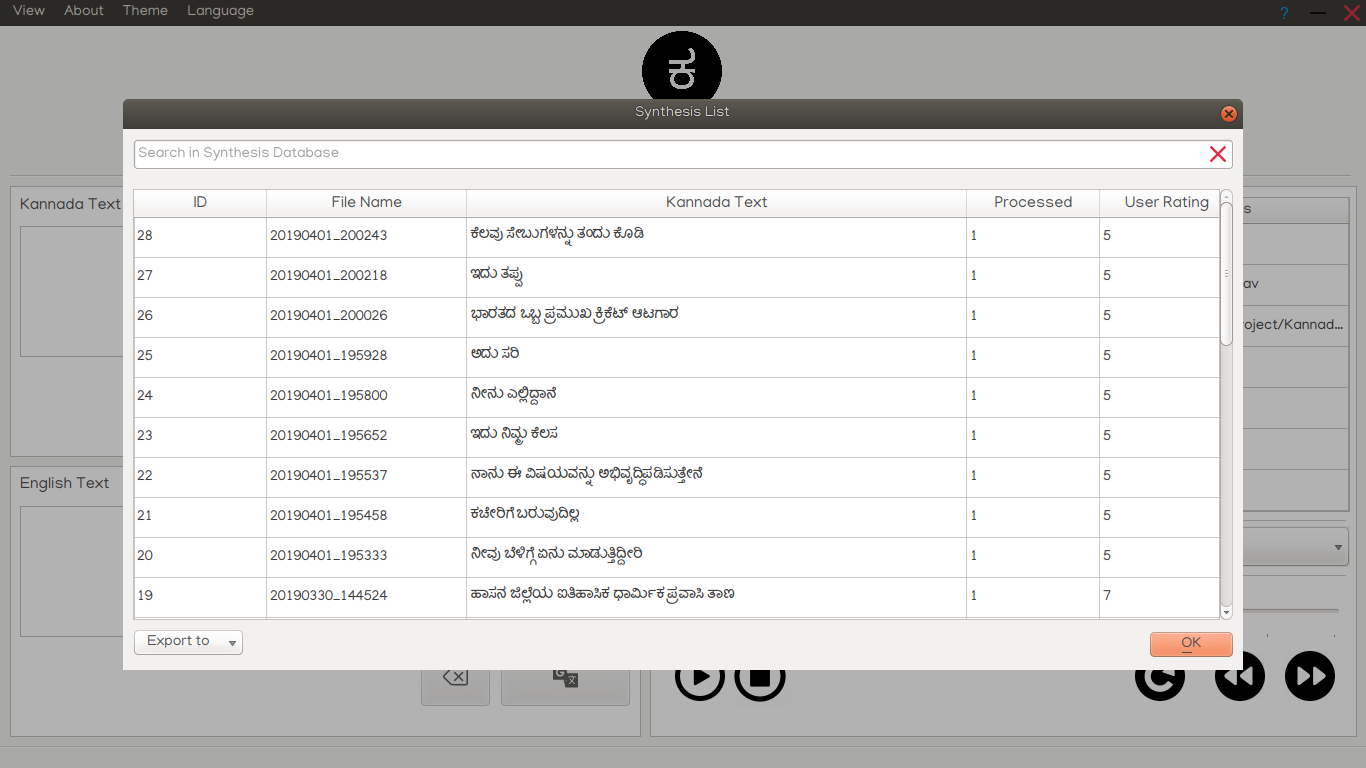 View About Theme Language ?
Synthesis List
Search in Synthesis Database
Kannada Text
ID File Name Kannada Text Processed User Rating
28 20190401_200243 ಕೆಲವು ಸೇಬುಗಳನ್ನು ತಂದು ಕೊಡಿ 1 5
27 20190401_200218 ಇದು ತಪ್ಪು 1 5
av
26 20190401_200026 ಭಾರತದ ಒಬ್ಬ ಪ್ರಮುಖ ಕ್ರಿಕೆಟ್ ಆಟಗಾರ 1 5
oject/Kannad...
25 20190401_195928 ಅದು ಸರಿ 1 5
24 20190401_195800 ನೀನು ಎಲ್ಲಿದ್ದಾನೆ 1 5
23 20190401_195652 ಇದು ನಿಮ್ಮ ಕೆಲಸ 1 5
22 20190401_195537 ನಾನು ಈ ವಿಷಯವನ್ನು ಅಭಿವೃದ್ಧಿಪಡಿಸುತ್ತೇನೆ 1 5
English Text
21 20190401_195458 ಕಚೇರಿಗೆ ಬರುವುದಿಲ್ಲ 1 5
20 20190401_195333 ನೀವು ಬೆಳಿಗ್ಗೆ ಏನು ಮಾಡುತ್ತಿದ್ದೀರಿ 1 5
19 20190330_144524 ಹಾಸನ ಜಿಲ್ಲೆಯ ಐತಿಹಾಸಿಕ ಧಾರ್ಮಿಕ ಪ್ರವಾಸಿ ತಾಣ 1 7
Export to OK